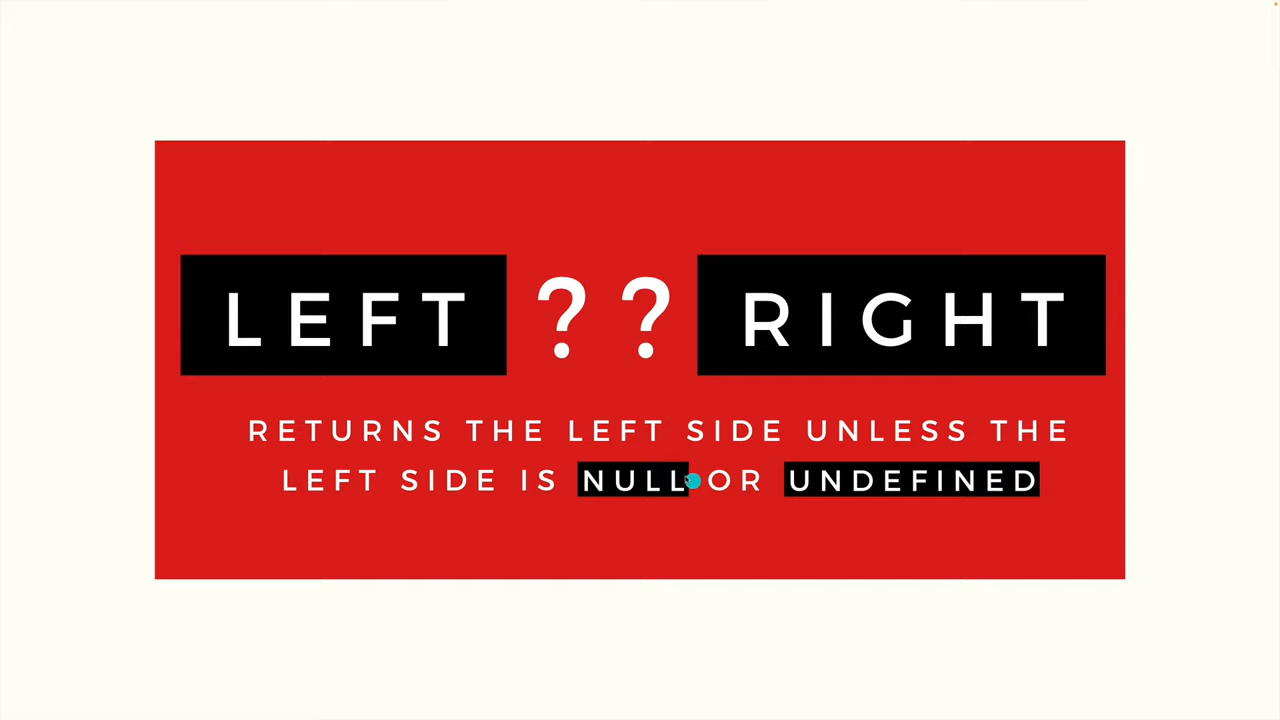 LEFT ?? RIGHT
RETURNS THE LEFT SIDE UNLESS THE
LEFT SIDE IS NULL OR UNDEFINED